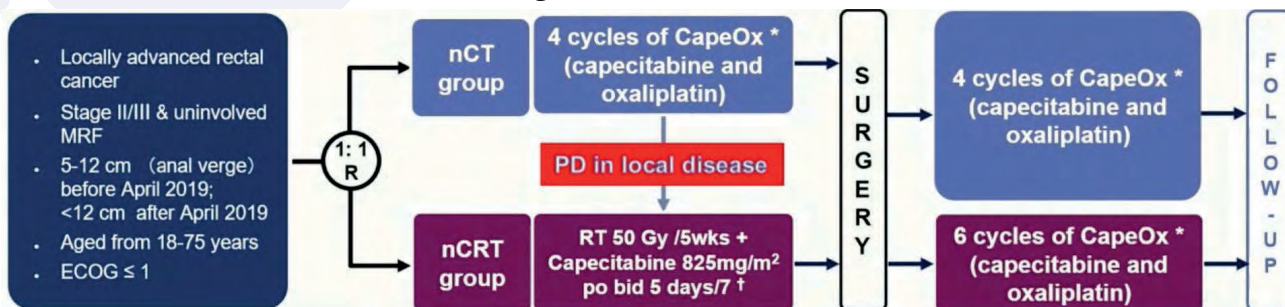 • Locally advanced rectal
cancer
• Stage II/III & uninvolved
MRF
• 5-12 cm （anal verge）
before April 2019;
<12 cm after April 2019
• Aged from 18-75 years
• ECOG ≤ 1
1: 1
R
nCT
group
4 cycles of CapeOx *
(capecitabine and
oxaliplatin)
PD in local disease
nCRT
group
RT 50 Gy /5wks +
Capecitabine 825mg/m²
po bid 5 days/7 †
SURGERY
4 cycles of CapeOx *
(capecitabine and
oxaliplatin)
6 cycles of CapeOx *
(capecitabine and
oxaliplatin)
FOLLOW-UP